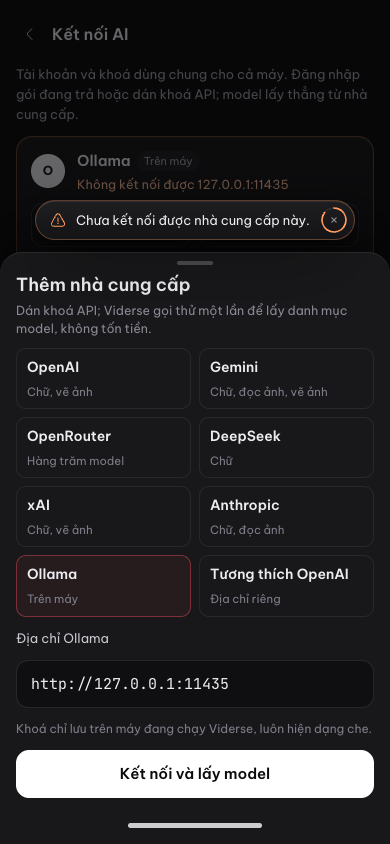 Kết nối AI
Tài khoản và khoá dùng chung cho cả máy. Đăng nhập
gói đang trả hoặc dán khoá API; model lấy thẳng từ nhà
cung cấp.
O
Ollama
Trên máy
Không kết nối được 127.0.0.1:11435
Chưa kết nối được nhà cung cấp này.
Thêm nhà cung cấp
Dán khoá API; Viderse gọi thử một lần để lấy danh mục
model, không tốn tiền.
OpenAI
Chữ, vẽ ảnh
Gemini
Chữ, đọc ảnh, vẽ ảnh
OpenRouter
Hàng trăm model
DeepSeek
Chữ
xAI
Chữ, vẽ ảnh
Anthropic
Chữ, đọc ảnh
Ollama
Trên máy
Tương thích OpenAI
Địa chỉ riêng
Địa chỉ Ollama
http://127.0.0.1:11435
Khoá chỉ lưu trên máy đang chạy Viderse, luôn hiện dạng che.
Kết nối và lấy model